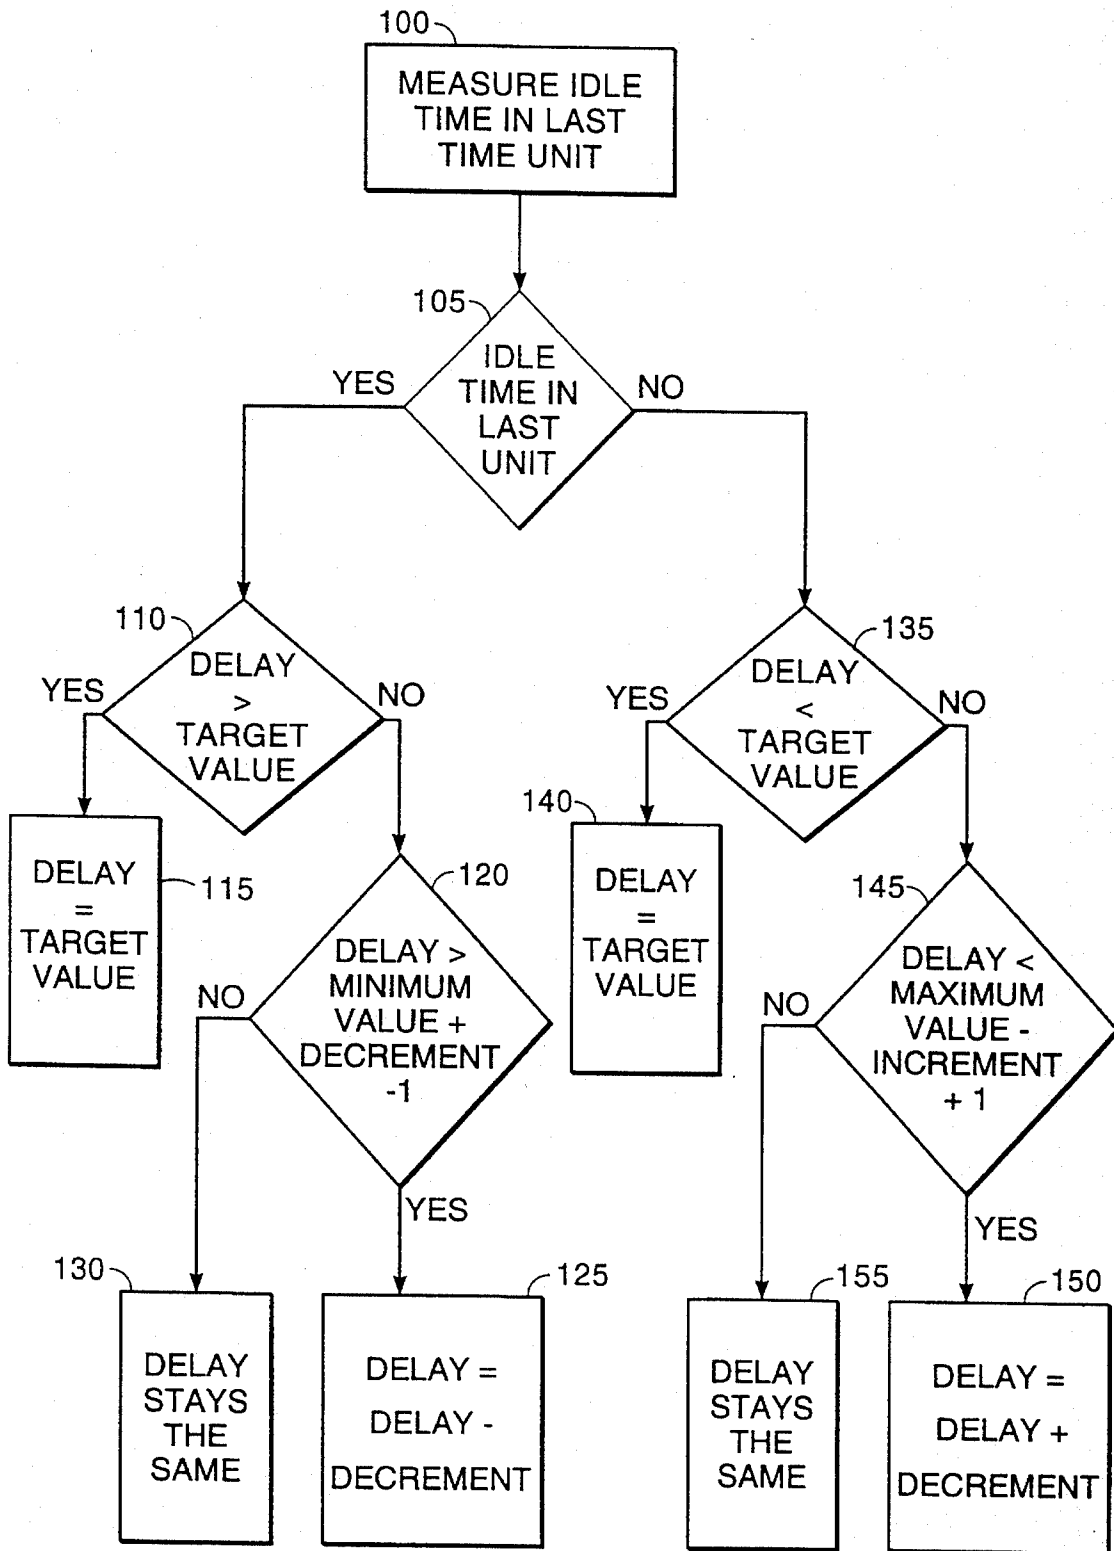 100
MEASURE IDLE
TIME IN LAST
TIME UNIT
105
IDLE
TIME IN
LAST
UNIT
YES
NO
110
DELAY
>
TARGET
VALUE
YES
NO
135
DELAY
<
TARGET
VALUE
YES
NO
115
DELAY
=
TARGET
VALUE
120
DELAY >
MINIMUM
VALUE +
DECREMENT
-1
NO
YES
140
DELAY
=
TARGET
VALUE
145
DELAY <
MAXIMUM
VALUE -
INCREMENT
+ 1
NO
YES
130
DELAY
STAYS
THE
SAME
125
DELAY =
DELAY -
DECREMENT
155
DELAY
STAYS
THE
SAME
150
DELAY =
DELAY +
DECREMENT